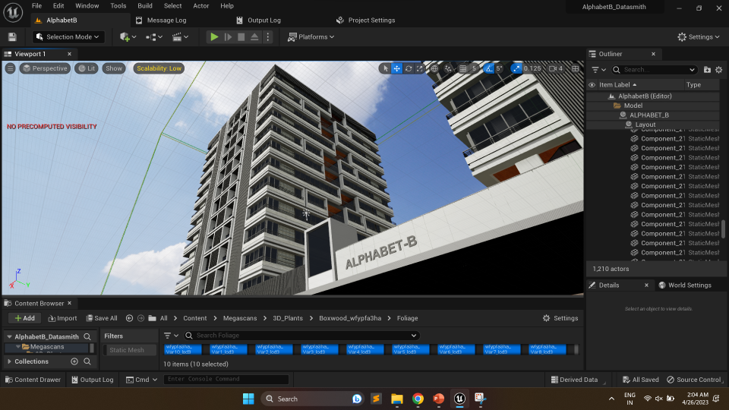 File Edit Window Tools Build Select Actor Help
AlphabetB_Datasmith
AlphabetB Message Log Output Log Project Settings
Selection Mode Platforms Settings
Viewport 1 Outliner
Perspective Lit Show Scalability: Low 5 5° 0.125 4
Search...
Item Label Type
AlphabetB (Editor)
Model
ALPHABET_B
Layout
Component_21 StaticMesh
Component_21 StaticMesh
Component_21 StaticMesh
Component_21 StaticMesh
Component_21 StaticMesh
Component_21 StaticMesh
Component_21 StaticMesh
Component_21 StaticMesh
Component_21 StaticMesh
Component_21 StaticMesh
Component_21 StaticMesh
Component_21 StaticMesh
Component_21 StaticMesh
Component_21 StaticMesh
NO PRECOMPUTED VISIBILITY
ALPHABET-B
Z
X Y
1,210 actors
Details World Settings
Select an object to view details.
Content Browser
Add Import Save All All Content Megascans 3D_Plants Boxwood_wfypfa3ha Foliage Settings
AlphabetB_Datasmith Filters Search Foliage
Megascans Static Mesh
Collections 10 items (10 selected)
Content Drawer Output Log Cmd Enter Console Command Derived Data All Saved Source Control
Search
ENG
IN
2:04 AM
4/26/2023